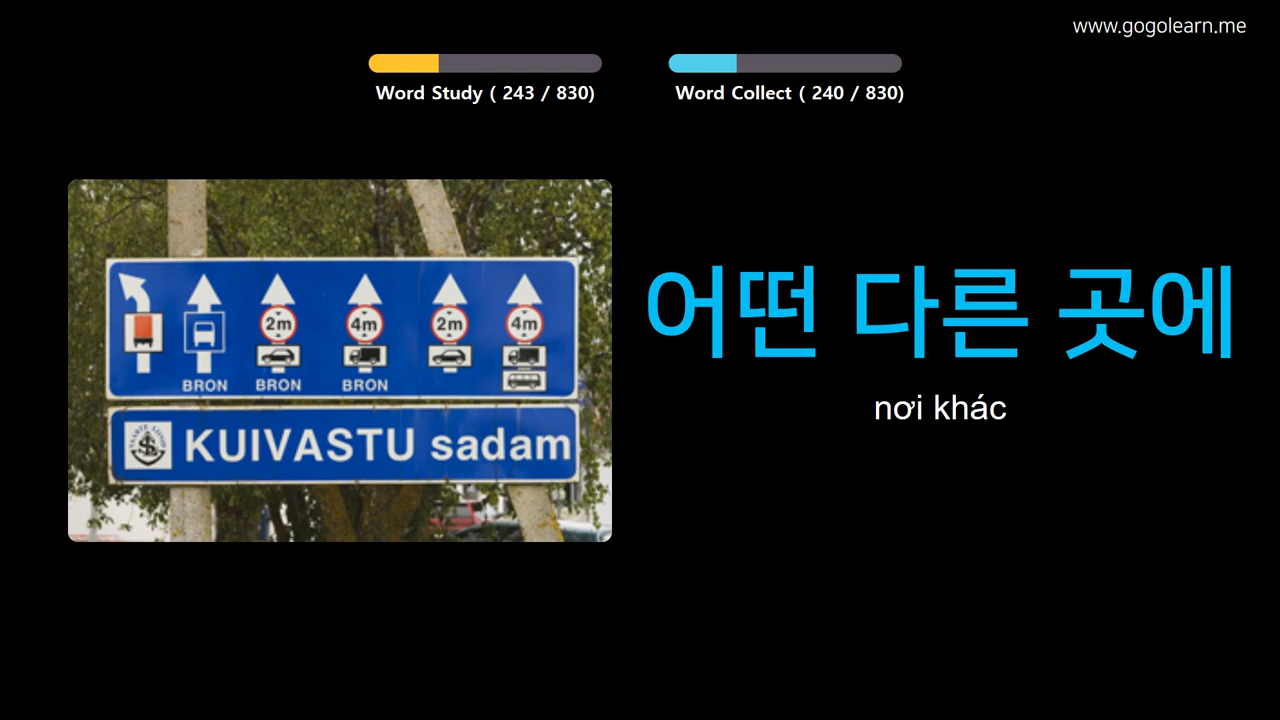 www.gogolearn.me
Word Study ( 243 / 830)
Word Collect ( 240 / 830)
2m
4m
2m
4m
BRON
BRON
BRON
KUIVASTU sadam
어떤 다른 곳에
nơi khác